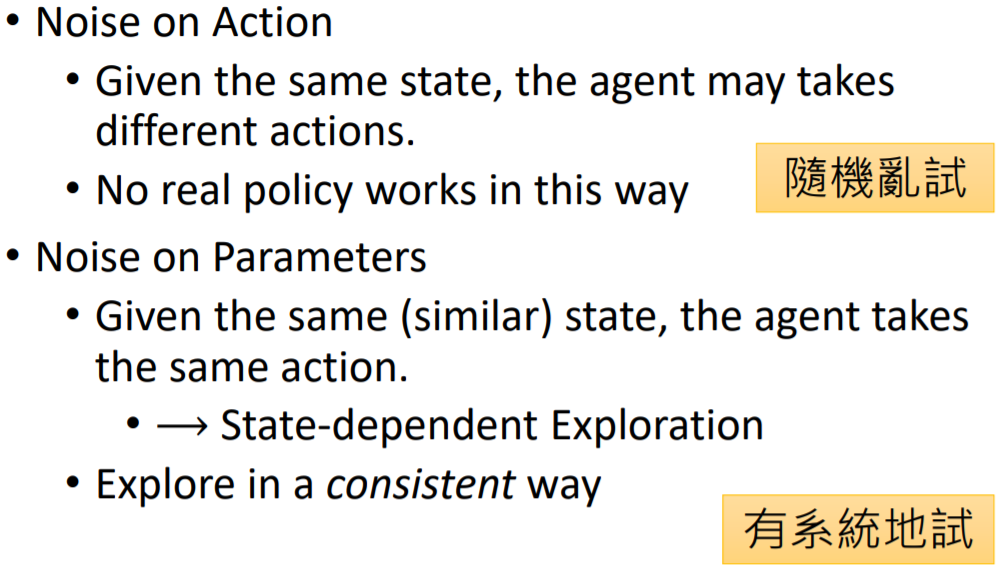 • Noise on Action
• Given the same state, the agent may takes
different actions.
• No real policy works in this way
隨機亂試
• Noise on Parameters
• Given the same (similar) state, the agent takes
the same action.
• ⟶ State-dependent Exploration
• Explore in a consistent way
有系統地試